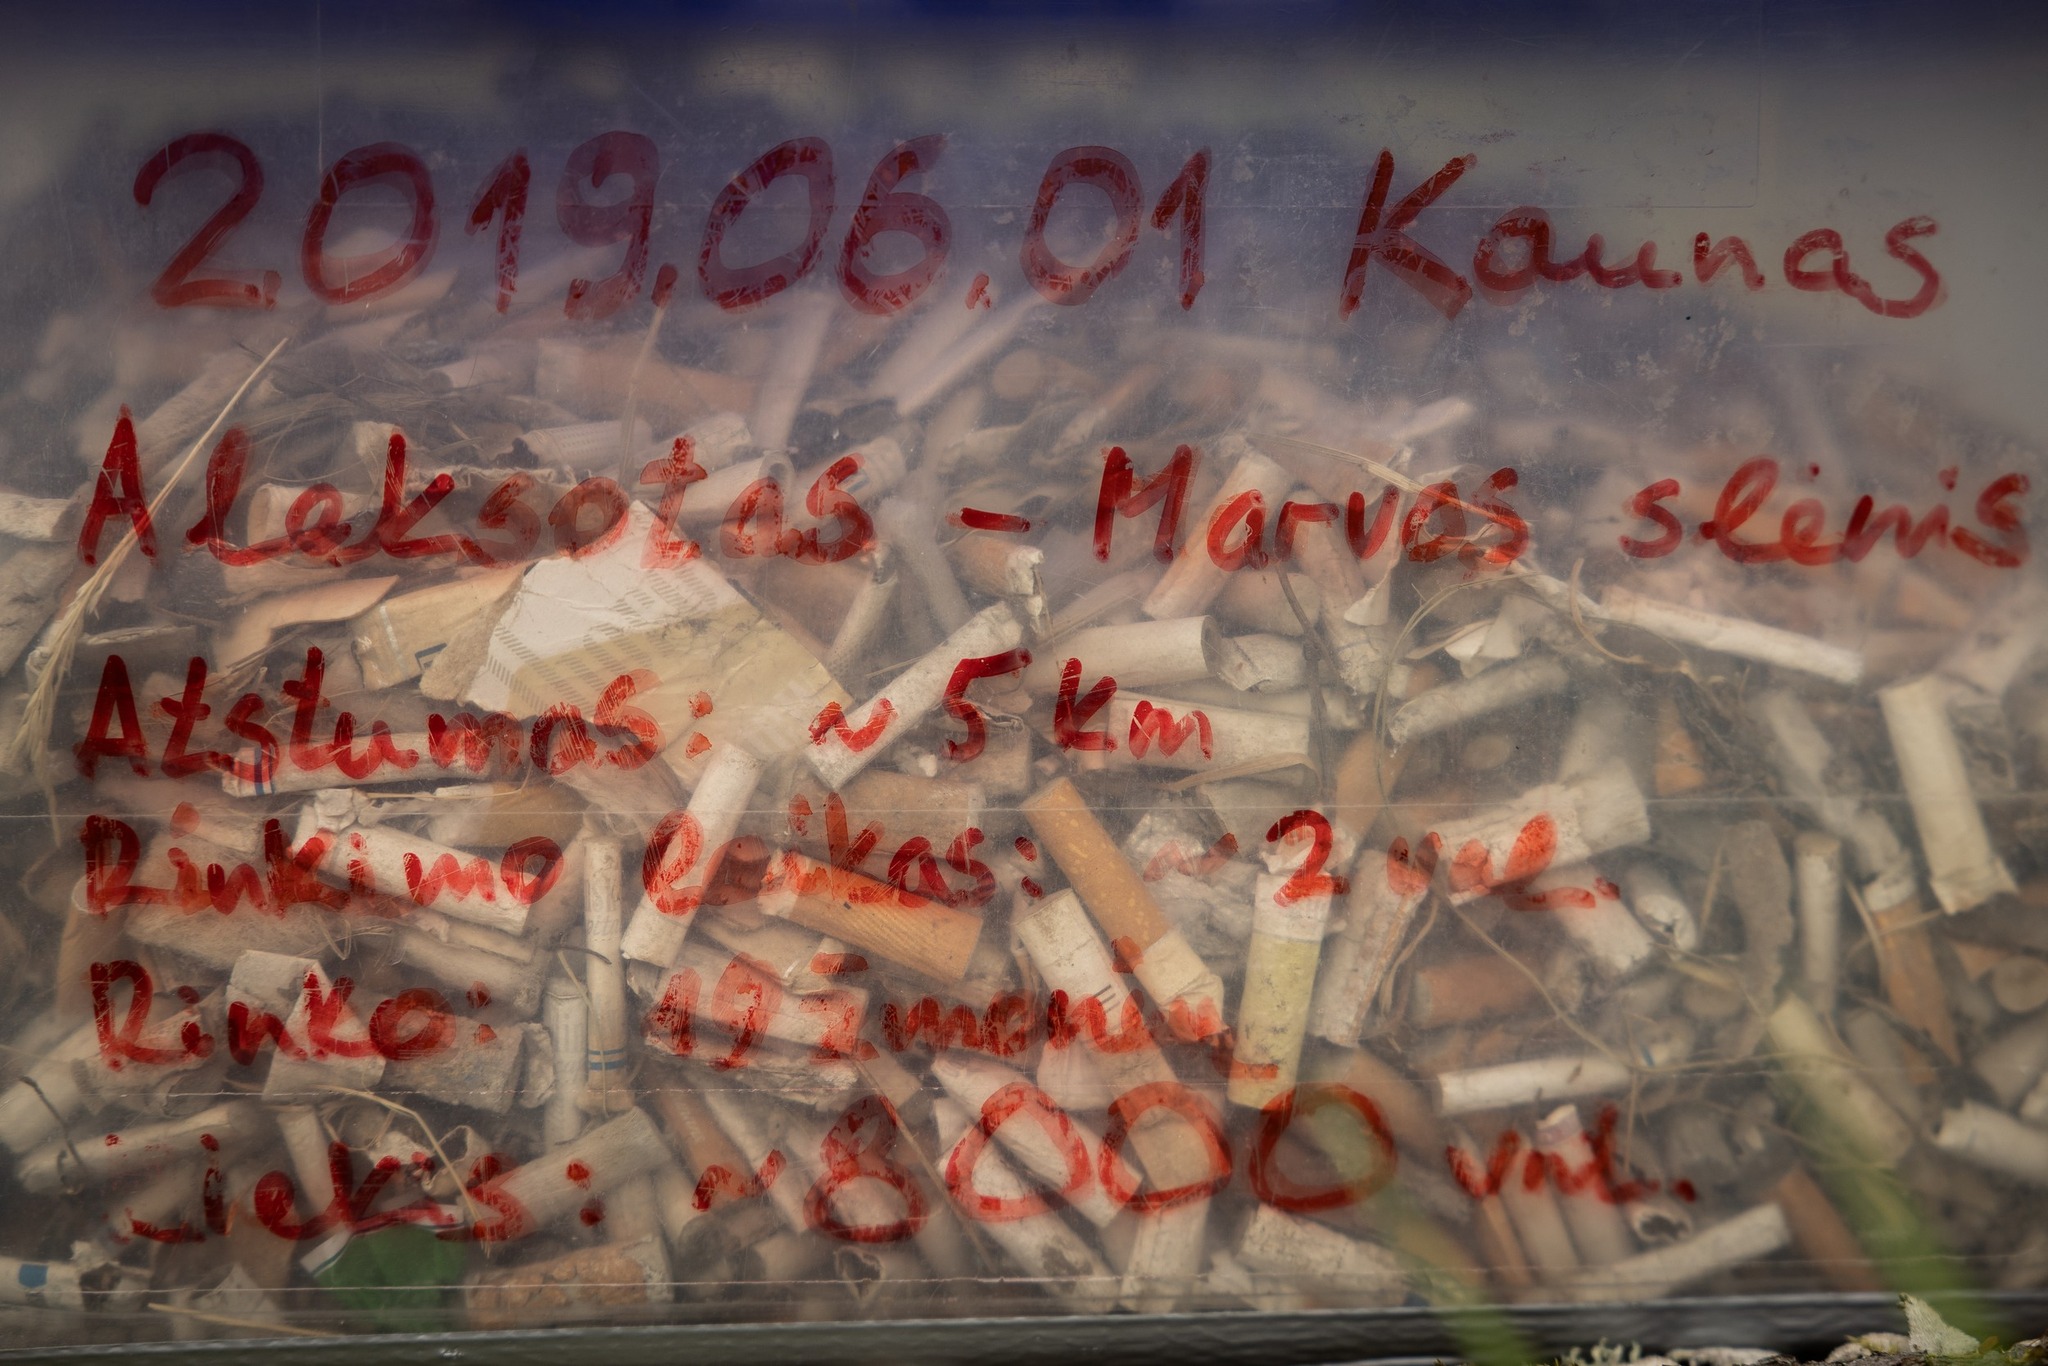 2019.06.01 Kaunas
Aleksotas - Marvos slėnis
Atstumas: ~ 5 km
Rinkimo laikas: ~ 2 val.
Rinko: 19 žmonių
Liekis: ~8000 vnt.